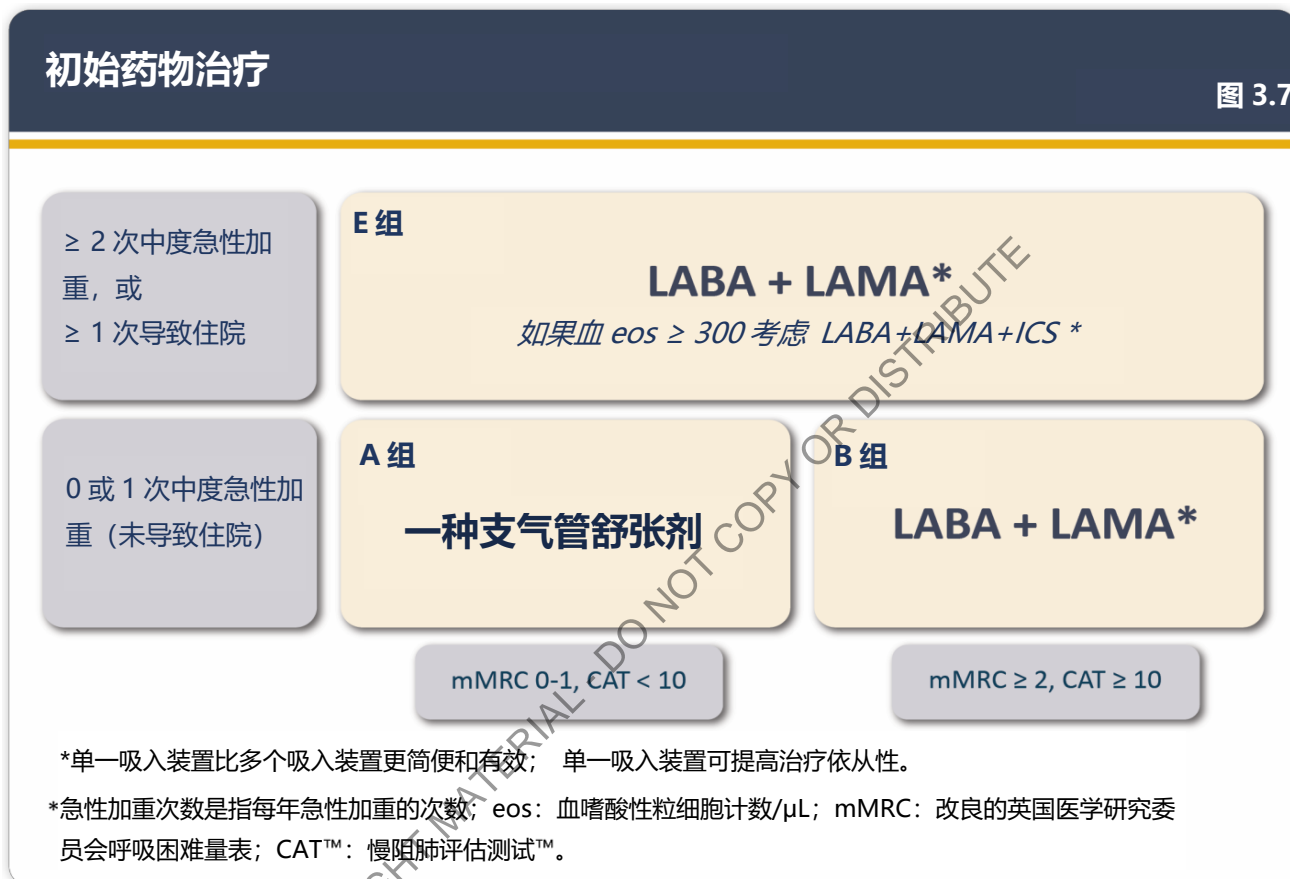 初始药物治疗
图 3.7
≥ 2 次中度急性加
重，或
≥ 1 次导致住院
E 组
LABA + LAMA*
如果血 eos ≥ 300 考虑 LABA+LAMA+ICS *
0 或 1 次中度急性加
重（未导致住院）
A 组
一种支气管舒张剂
B 组
LABA + LAMA*
mMRC 0-1, CAT < 10
mMRC ≥ 2, CAT ≥ 10
*单一吸入装置比多个吸入装置更简便和有效； 单一吸入装置可提高治疗依从性。
*急性加重次数是指每年急性加重的次数；eos：血嗜酸性粒细胞计数/μL；mMRC：改良的英国医学研究委
员会呼吸困难量表；CAT™：慢阻肺评估测试™。
MATERIAL - DO NOT COPY OR DISTRIBUTE